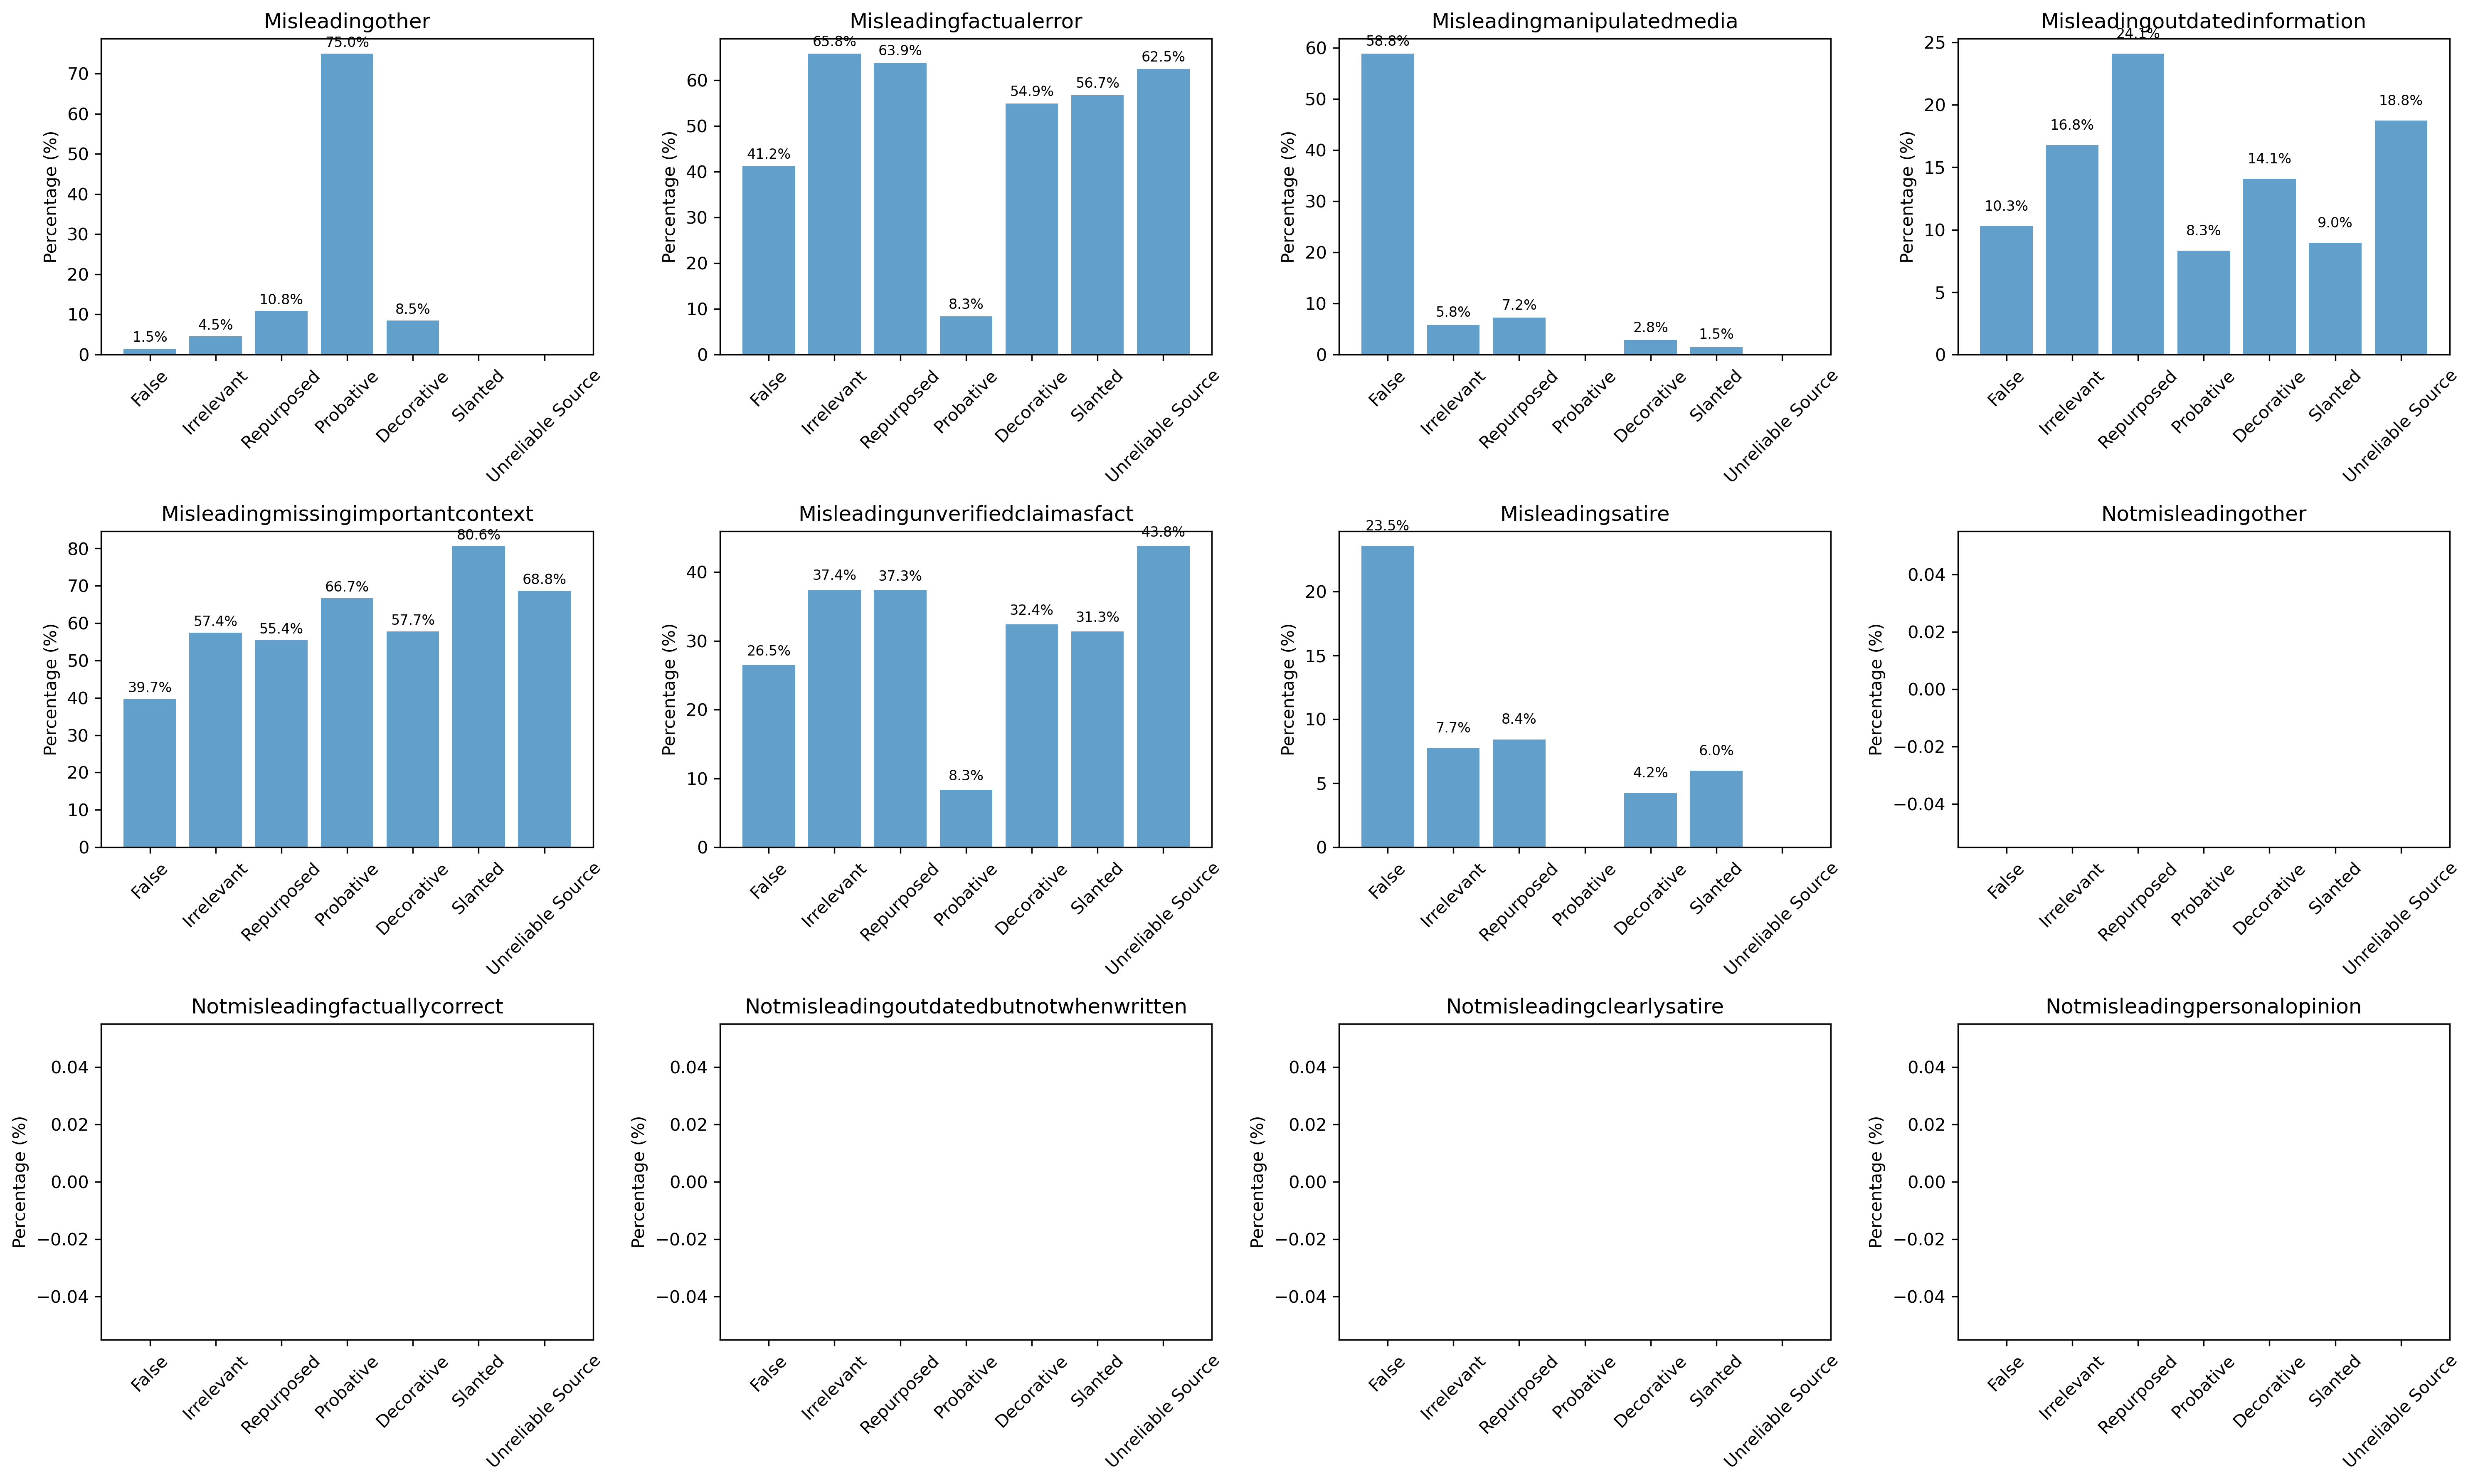 Misleadingother
Percentage (%)
70
60
50
40
30
20
10
0
1.5%
4.5%
10.8%
75.0%
8.5%
False
Irrelevant
Repurposed
Probative
Decorative
Slanted
Unreliable Source
Misleadingfactualerror
Percentage (%)
60
50
40
30
20
10
0
41.2%
65.8%
63.9%
8.3%
54.9%
56.7%
62.5%
False
Irrelevant
Repurposed
Probative
Decorative
Slanted
Unreliable Source
Misleadingmanipulatedmedia
Percentage (%)
60
50
40
30
20
10
0
58.8%
5.8%
7.2%
2.8%
1.5%
False
Irrelevant
Repurposed
Probative
Decorative
Slanted
Unreliable Source
Misleadingoutdatedinformation
Percentage (%)
25
20
15
10
5
0
10.3%
16.8%
24.1%
8.3%
14.1%
9.0%
18.8%
False
Irrelevant
Repurposed
Probative
Decorative
Slanted
Unreliable Source
Misleadingmissingimportantcontext
Percentage (%)
80
70
60
50
40
30
20
10
0
39.7%
57.4%
55.4%
66.7%
57.7%
80.6%
68.8%
False
Irrelevant
Repurposed
Probative
Decorative
Slanted
Unreliable Source
Misleadingunverifiedclaimasfact
Percentage (%)
40
30
20
10
0
26.5%
37.4%
37.3%
8.3%
32.4%
31.3%
43.8%
False
Irrelevant
Repurposed
Probative
Decorative
Slanted
Unreliable Source
Misleadingsatire
Percentage (%)
20
15
10
5
0
23.5%
7.7%
8.4%
4.2%
6.0%
False
Irrelevant
Repurposed
Probative
Decorative
Slanted
Unreliable Source
Notmisleadingother
Percentage (%)
0.04
0.02
0.00
−0.02
−0.04
False
Irrelevant
Repurposed
Probative
Decorative
Slanted
Unreliable Source
Notmisleadingfactuallycorrect
Percentage (%)
0.04
0.02
0.00
−0.02
−0.04
False
Irrelevant
Repurposed
Probative
Decorative
Slanted
Unreliable Source
Notmisleadingoutdatedbutnotwhenwritten
Percentage (%)
0.04
0.02
0.00
−0.02
−0.04
False
Irrelevant
Repurposed
Probative
Decorative
Slanted
Unreliable Source
Notmisleadingclearlysatire
Percentage (%)
0.04
0.02
0.00
−0.02
−0.04
False
Irrelevant
Repurposed
Probative
Decorative
Slanted
Unreliable Source
Notmisleadingpersonalopinion
Percentage (%)
0.04
0.02
0.00
−0.02
−0.04
False
Irrelevant
Repurposed
Probative
Decorative
Slanted
Unreliable Source